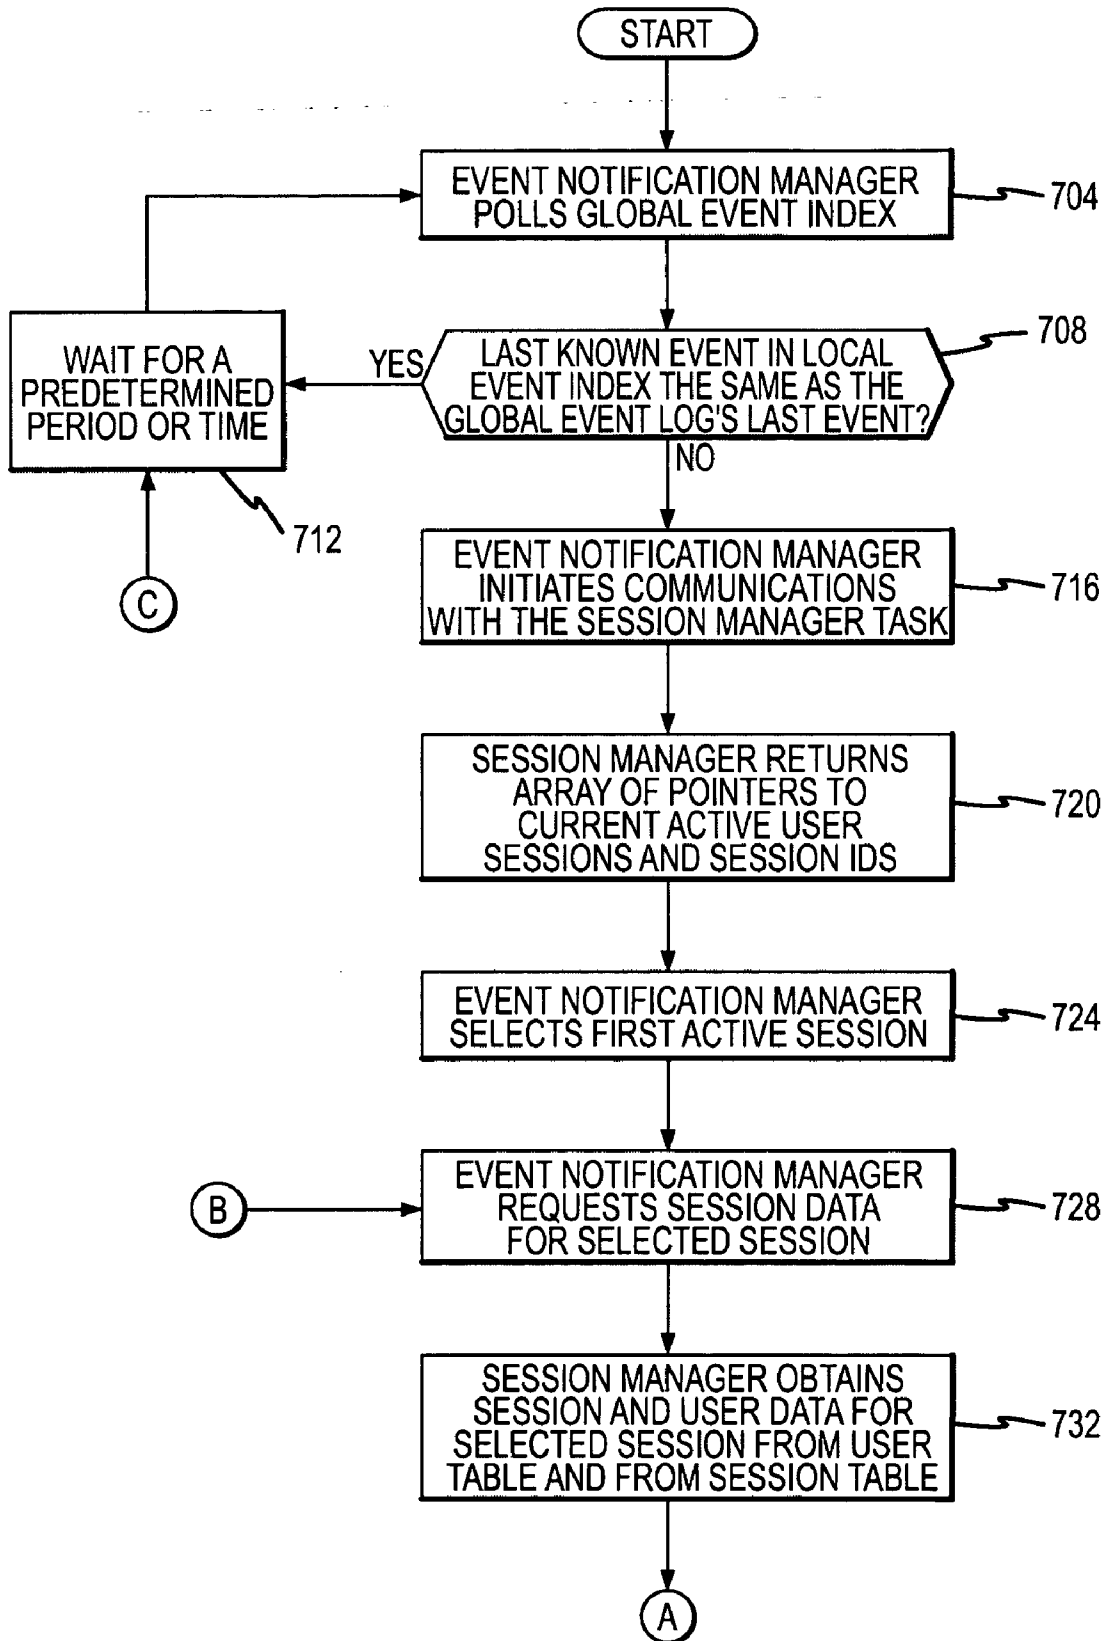 START
EVENT NOTIFICATION MANAGER
POLLS GLOBAL EVENT INDEX
704
LAST KNOWN EVENT IN LOCAL
EVENT INDEX THE SAME AS THE
GLOBAL EVENT LOG'S LAST EVENT?
708
YES
WAIT FOR A
PREDETERMINED
PERIOD OR TIME
712
C
NO
EVENT NOTIFICATION MANAGER
INITIATES COMMUNICATIONS
WITH THE SESSION MANAGER TASK
716
SESSION MANAGER RETURNS
ARRAY OF POINTERS TO
CURRENT ACTIVE USER
SESSIONS AND SESSION IDS
720
EVENT NOTIFICATION MANAGER
SELECTS FIRST ACTIVE SESSION
724
B
EVENT NOTIFICATION MANAGER
REQUESTS SESSION DATA
FOR SELECTED SESSION
728
SESSION MANAGER OBTAINS
SESSION AND USER DATA FOR
SELECTED SESSION FROM USER
TABLE AND FROM SESSION TABLE
732
A